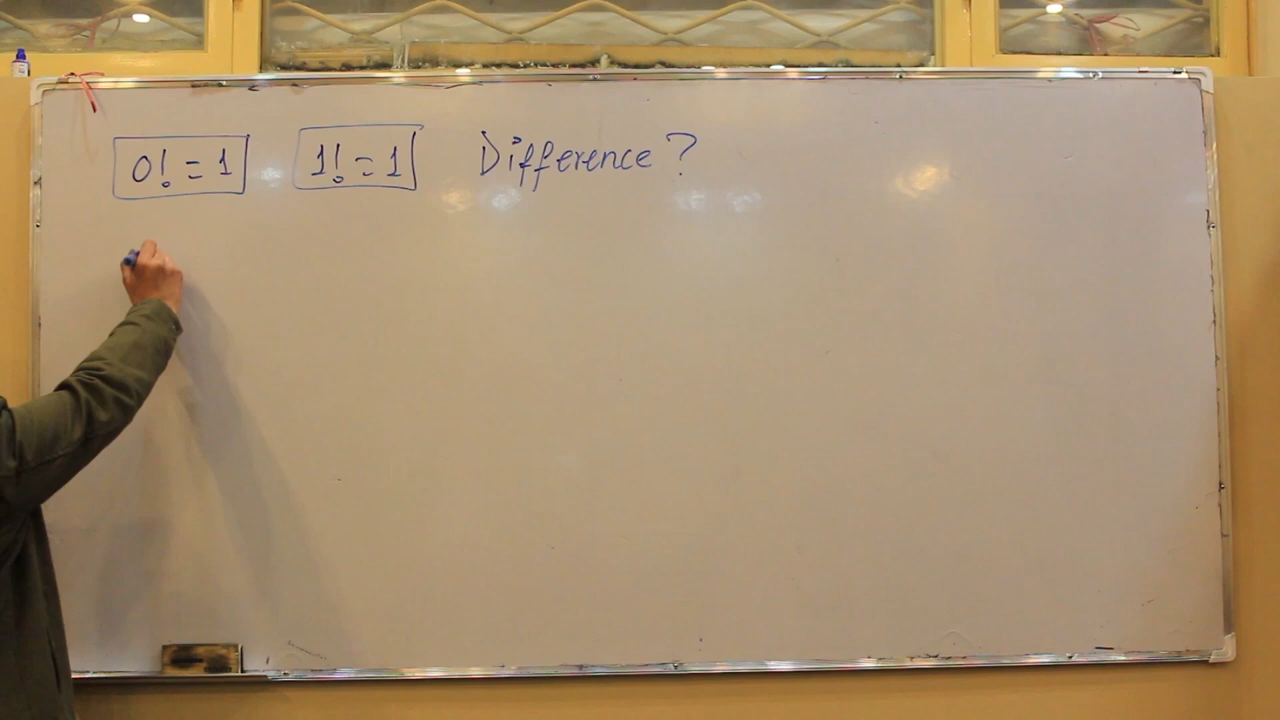 0! = 1 1! = 1 Difference?